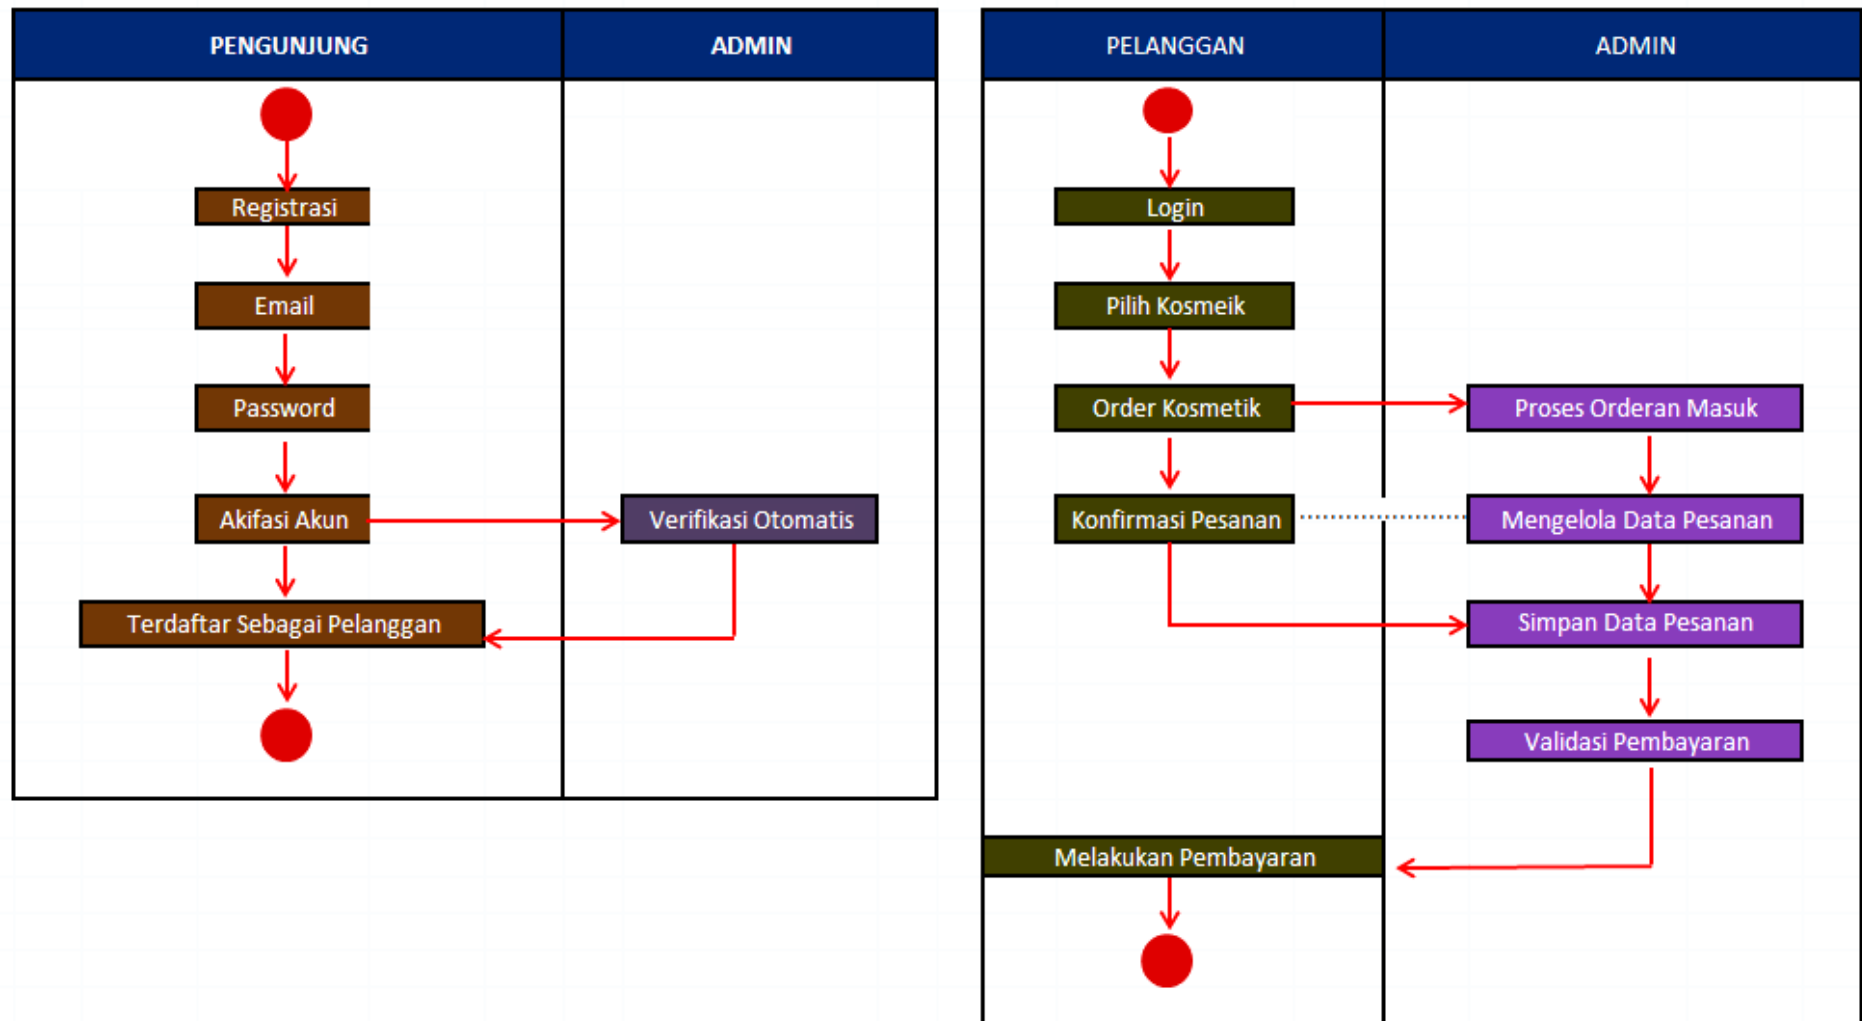 PENGUNJUNG
ADMIN
Registrasi
Email
Password
Akifasi Akun
Verifikasi Otomatis
Terdaftar Sebagai Pelanggan
PELANGGAN
ADMIN
Login
Pilih Kosmeik
Order Kosmetik
Proses Orderan Masuk
Konfirmasi Pesanan
Mengelola Data Pesanan
Simpan Data Pesanan
Validasi Pembayaran
Melakukan Pembayaran